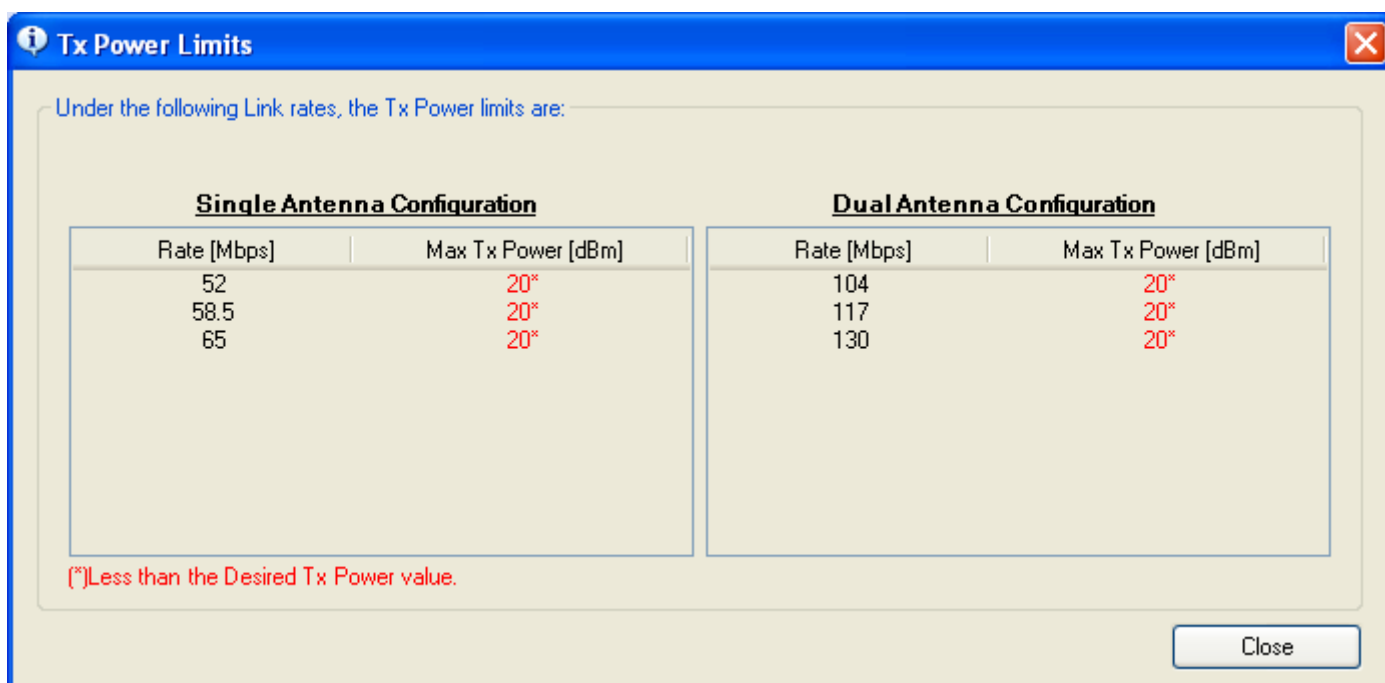 Tx Power Limits
Under the following Link rates, the Tx Power limits are:
Single Antenna Configuration
Dual Antenna Configuration
Rate [Mbps] Max Tx Power [dBm]
52 20*
58.5 20*
65 20*
Rate [Mbps] Max Tx Power [dBm]
104 20*
117 20*
130 20*
(*)Less than the Desired Tx Power value.
Close